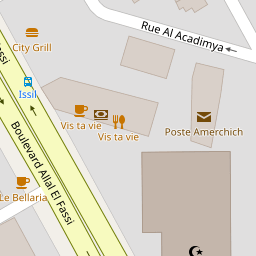 Rue Al Acadimya
City Grill
Fassi
Issil
Vis ta vie
Vis ta vie
Poste Amerchich
Boulevard Allal El Fassi
Le Bellaria